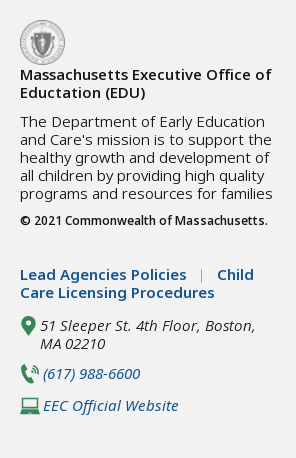 Massachusetts Executive Office of
Eductation (EDU)
The Department of Early Education
and Care's mission is to support the
healthy growth and development of
all children by providing high quality
programs and resources for families
© 2021 Commonwealth of Massachusetts.
Lead Agencies Policies | Child
Care Licensing Procedures
51 Sleeper St. 4th Floor, Boston,
MA 02210
(617) 988-6600
EEC Official Website